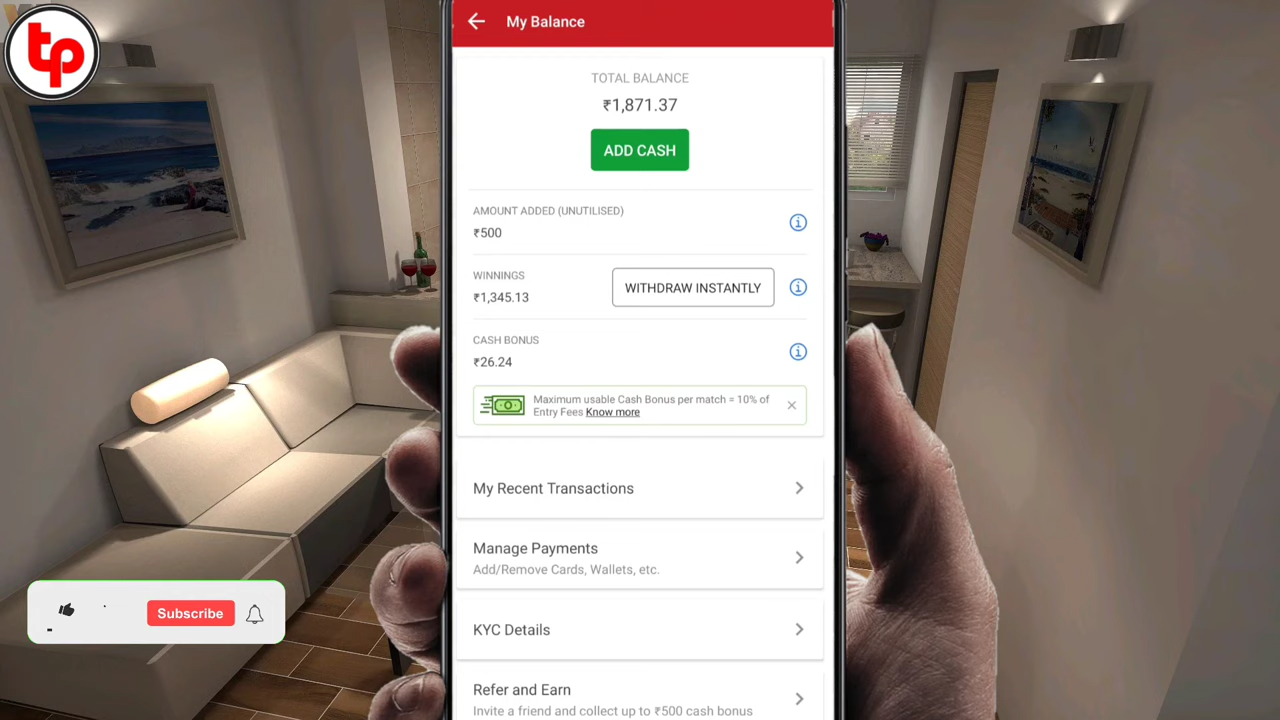 tp
My Balance
TOTAL BALANCE
₹1,871.37
ADD CASH
AMOUNT ADDED (UNUTILISED)
₹500
WINNINGS
₹1,345.13
WITHDRAW INSTANTLY
CASH BONUS
₹26.24
Maximum usable Cash Bonus per match = 10% of
Entry Fees Know more
My Recent Transactions
Manage Payments
Add/Remove Cards, Wallets, etc.
KYC Details
Refer and Earn
Invite a friend and collect up to ₹500 cash bonus
Subscribe